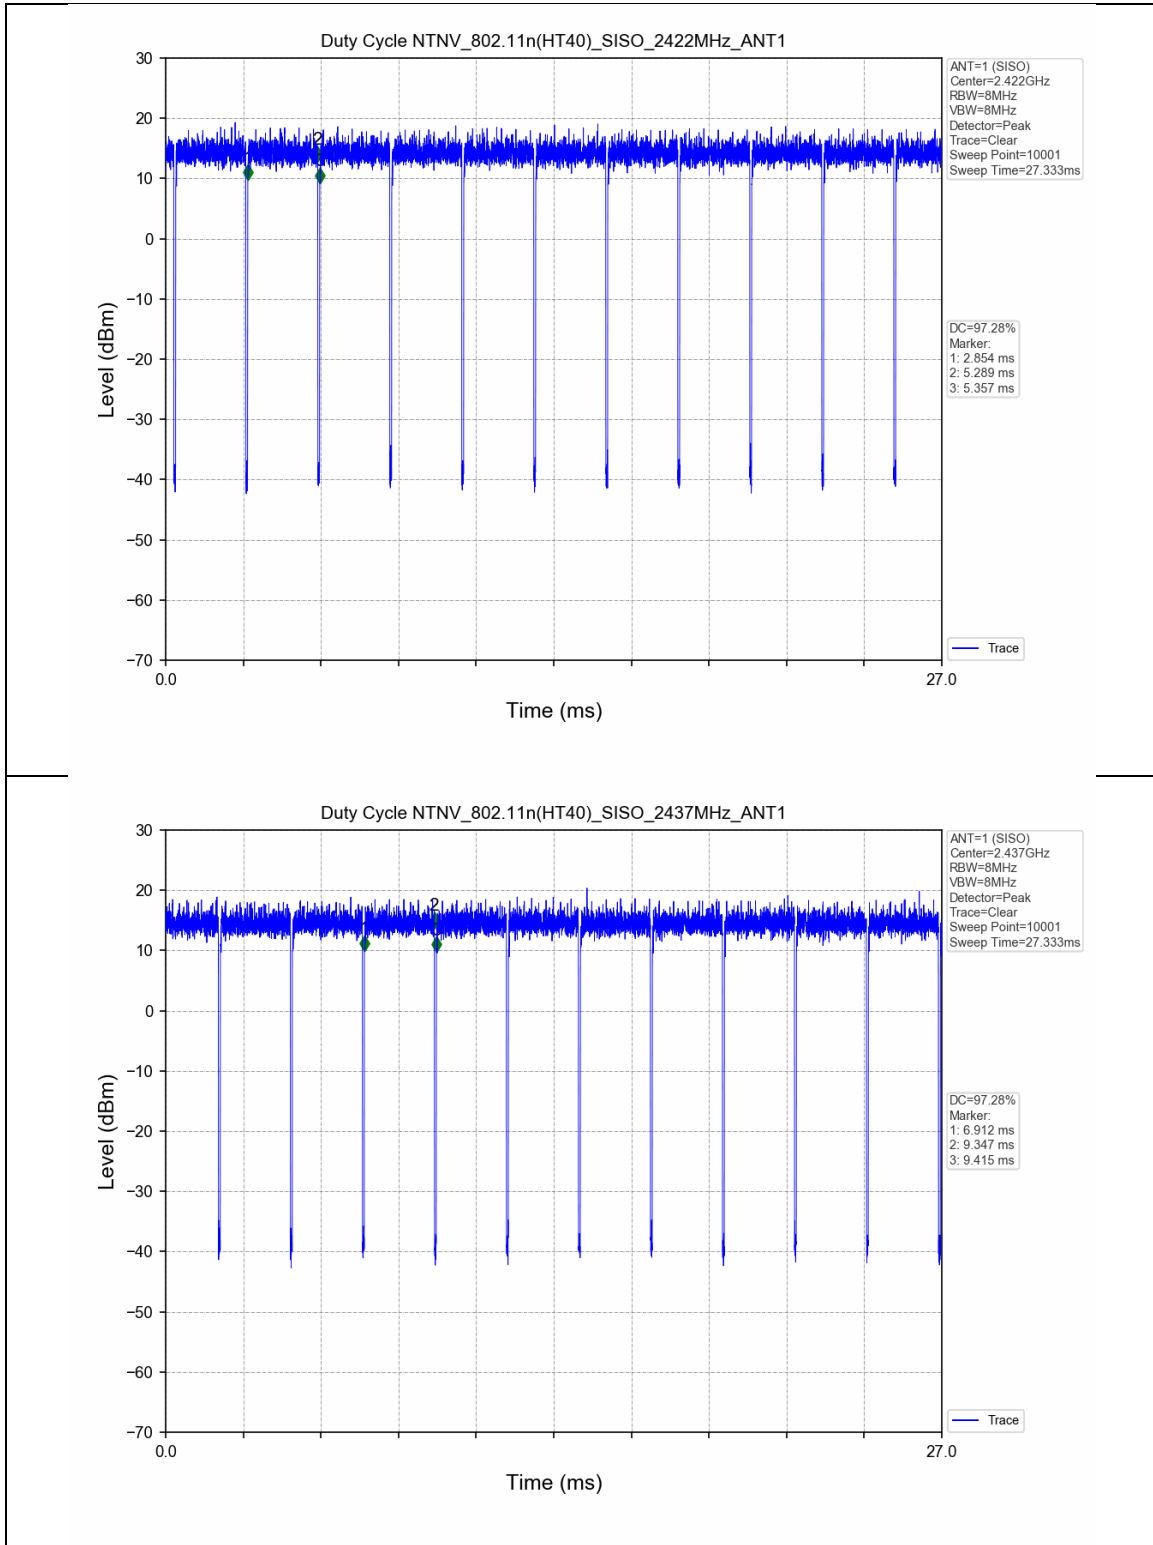 Duty Cycle NTNV_802.11n(HT40)_SISO_2422MHz_ANT1
30
20
10
0
−10
−20
−30
−40
−50
−60
−70
Level (dBm)
2
0.0
27.0
Time (ms)
ANT=1 (SISO)
Center=2.422GHz
RBW=8MHz
VBW=8MHz
Detector=Peak
Trace=Clear
Sweep Point=10001
Sweep Time=27.333ms
DC=97.28%
Marker:
1: 2.854 ms
2: 5.289 ms
3: 5.357 ms
Trace
Duty Cycle NTNV_802.11n(HT40)_SISO_2437MHz_ANT1
30
20
10
0
−10
−20
−30
−40
−50
−60
−70
Level (dBm)
2
0.0
27.0
Time (ms)
ANT=1 (SISO)
Center=2.437GHz
RBW=8MHz
VBW=8MHz
Detector=Peak
Trace=Clear
Sweep Point=10001
Sweep Time=27.333ms
DC=97.28%
Marker:
1: 6.912 ms
2: 9.347 ms
3: 9.415 ms
Trace